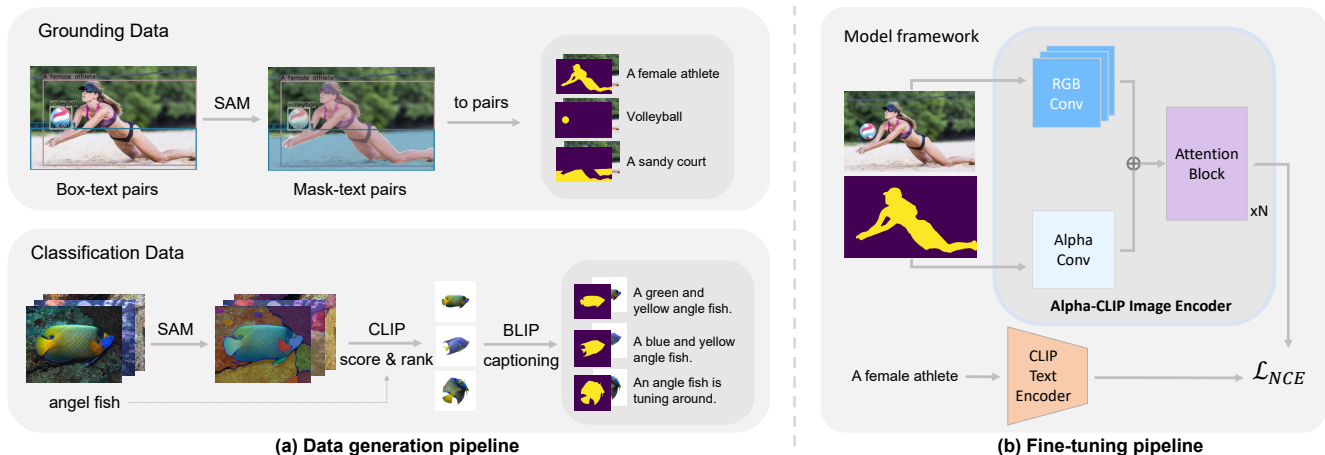 Grounding Data
A female athlete
volleyball
SAM
to pairs
A female athlete
Volleyball
A sandy court
Box-text pairs
Mask-text pairs
Classification Data
SAM
CLIP
score & rank
BLIP
captioning
A green and
yellow angle fish.
A blue and yellow
angle fish.
An angle fish is
tuning around.
angel fish
(a) Data generation pipeline
Model framework
RGB
Conv
Attention
Block
xN
Alpha
Conv
Alpha-CLIP Image Encoder
A female athlete
CLIP
Text
Encoder
ℒNCE
(b) Fine-tuning pipeline